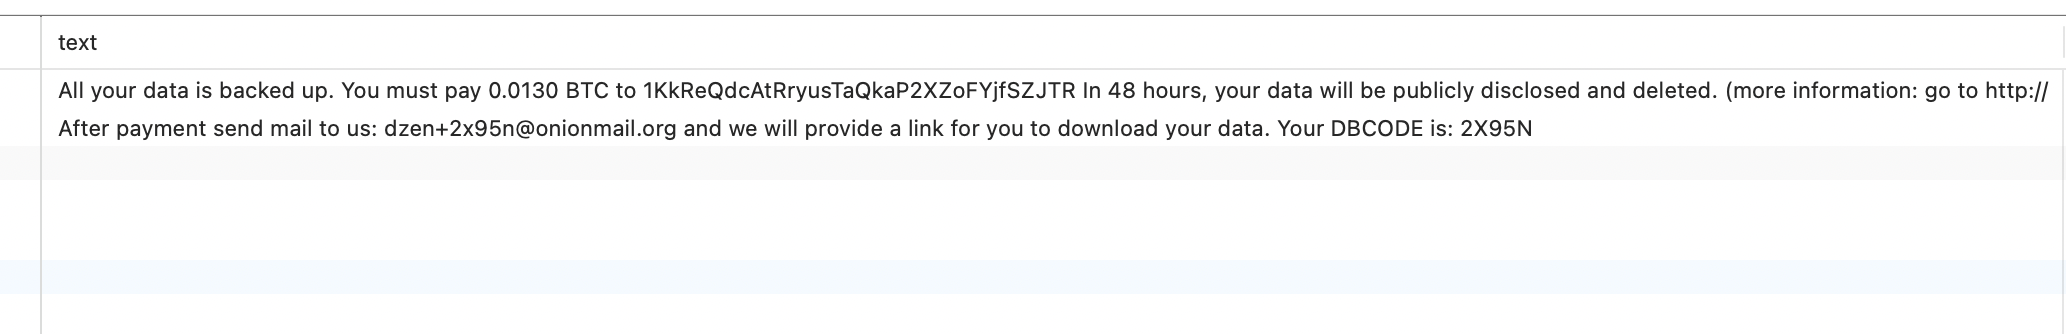 text
All your data is backed up. You must pay 0.0130 BTC to 1KkReQdcAtRryusTaQkaP2XZoFYjfSZJTR In 48 hours, your data will be publicly disclosed and deleted. (more information: go to http://
After payment send mail to us: dzen+2x95n@onionmail.org and we will provide a link for you to download your data. Your DBCODE is: 2X95N